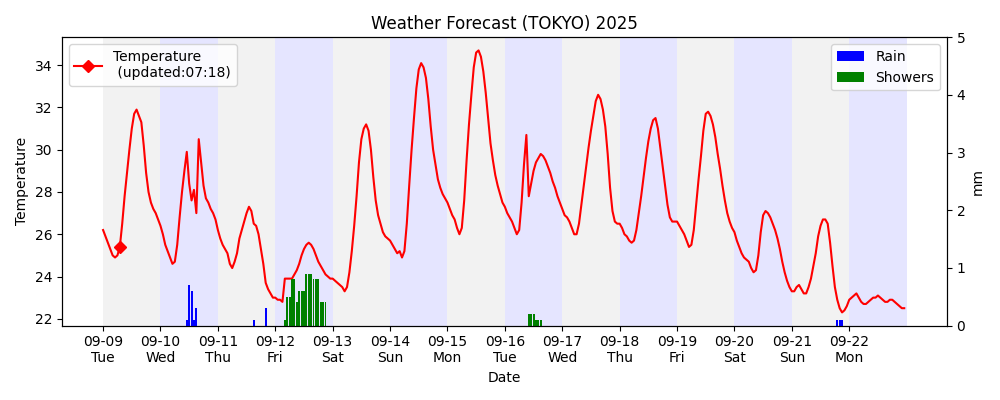 Weather Forecast (TOKYO) 2025
Temperature
(updated:07:18)
Rain
Showers
Temperature
34
32
30
28
26
24
22
5
4
3
2
1
0
mm
09-09 09-10 09-11 09-12 09-13 09-14 09-15 09-16 09-17 09-18 09-19 09-20 09-21 09-22
Tue Wed Thu Fri Sat Sun Mon Tue Wed Thu Fri Sat Sun Mon
Date